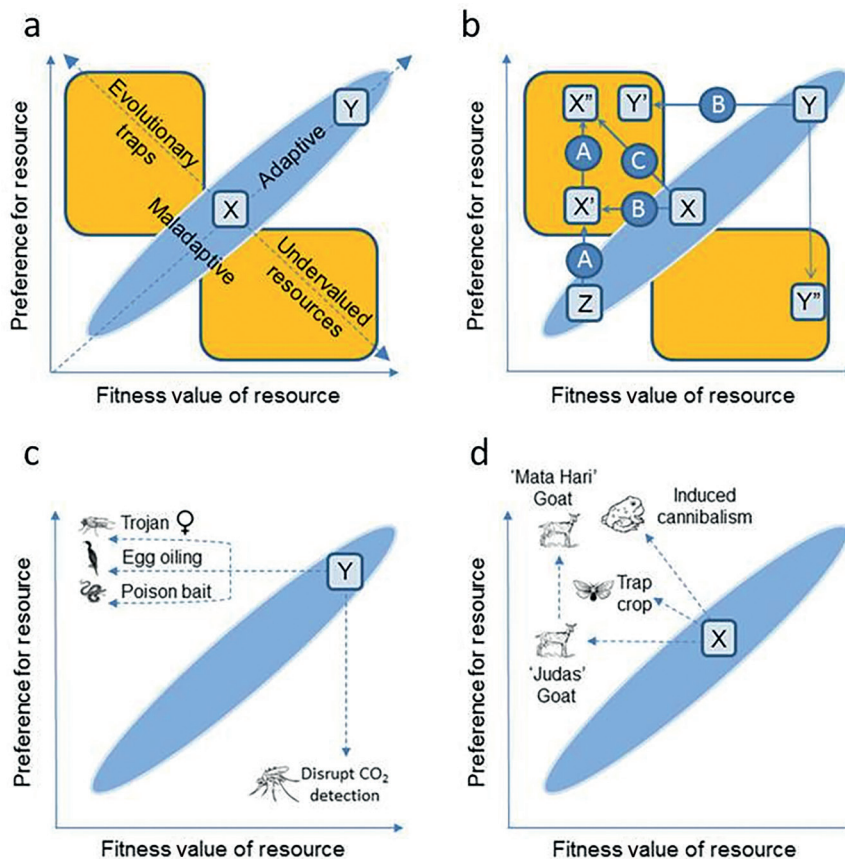 a
Preference for resource
Evolutionary
traps
Y
Adaptive
X
Maladaptive
Undervalued
resources
Fitness value of resource
b
Preference for resource
X"
Y'
B
Y
A
C
X'
B
X
A
Z
Y"
Fitness value of resource
c
Preference for resource
Trojan ♀
Egg oiling
Poison bait
Y
Disrupt CO₂
detection
Fitness value of resource
d
Preference for resource
'Mata Hari'
Goat
Induced
cannibalism
Trap
crop
X
'Judas'
Goat
Fitness value of resource